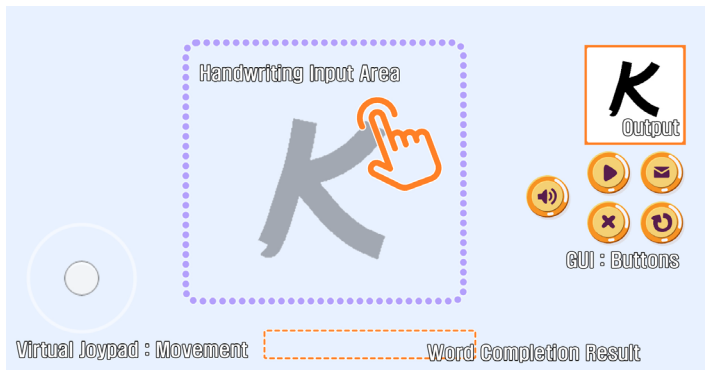 Handwriting Input Area
K
K
Output
GUI : Buttons
Virtual Joypad : Movement
Word Completion Result